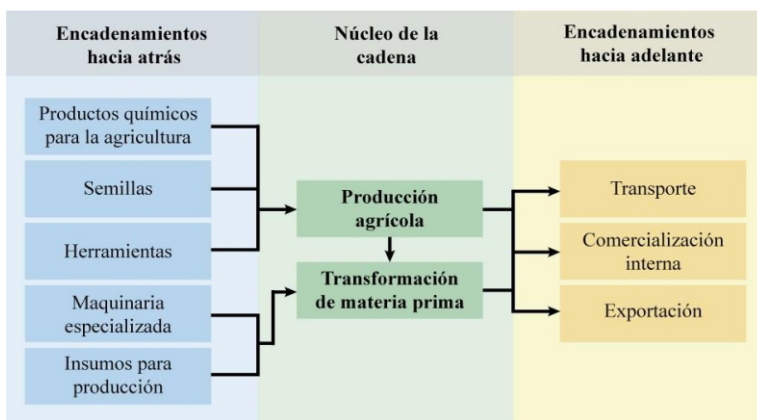 Encadenamientos
hacia atrás
Núcleo de la
cadena
Encadenamientos
hacia adelante
Productos químicos
para la agricultura
Semillas
Herramientas
Maquinaria
especializada
Insumos para
producción
Producción
agrícola
Transformación
de materia prima
Transporte
Comercialización
interna
Exportación